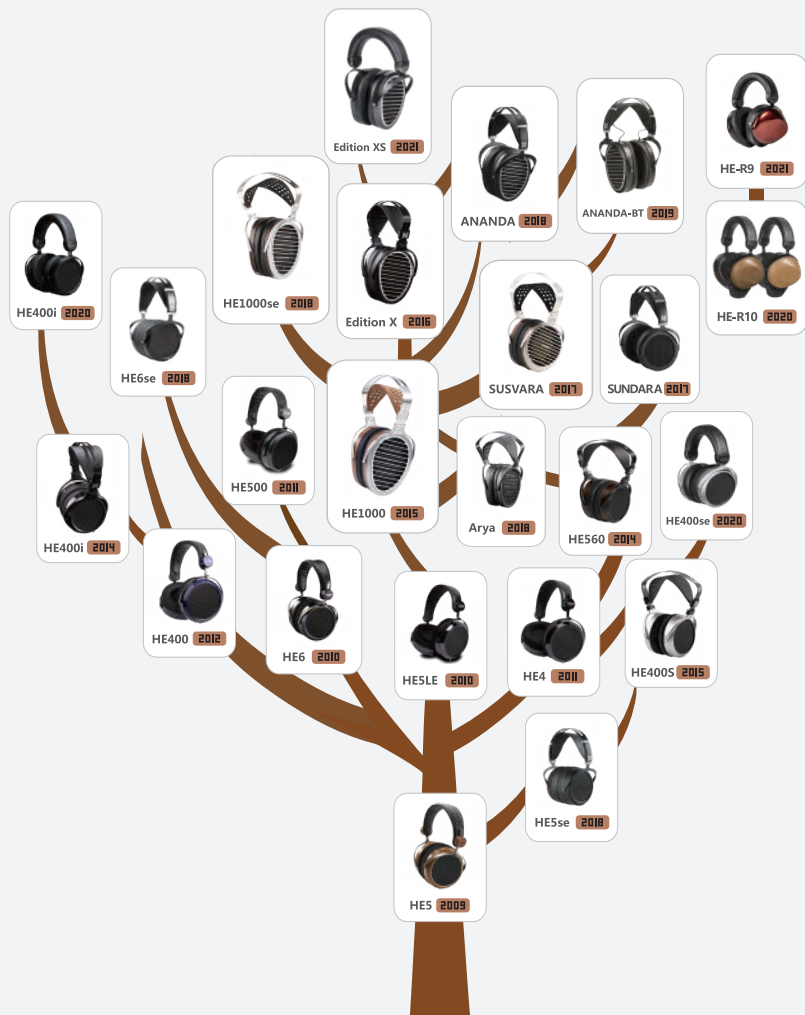 Edition XS 2021
HE-R9 2021
ANANDA 2018
ANANDA-BT 2019
HE1000se 2018
HE400i 2020
Edition X 2016
HE-R10 2020
HE6se 2018
SUSVARA 2017
SUNDARA 2017
HE500 2011
HE1000 2015
Arya 2018
HE560 2014
HE400se 2020
HE400i 2014
HE400 2012
HE6 2010
HE5LE 2010
HE4 2011
HE400S 2015
HE5se 2018
HE5 2009